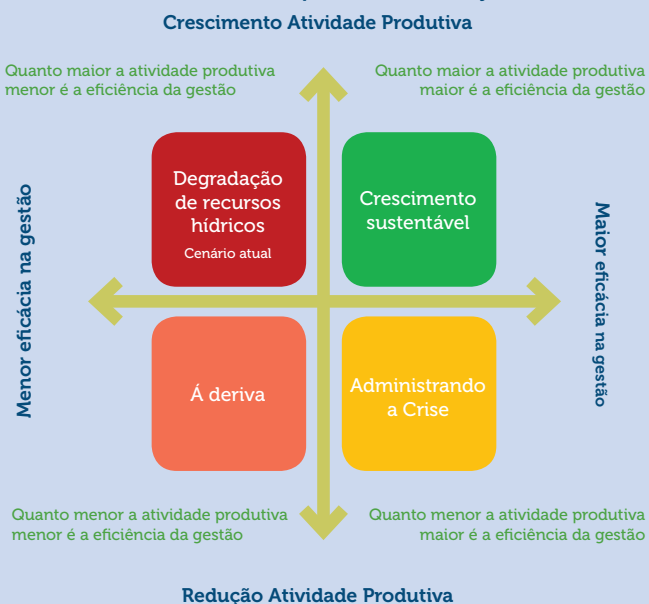 Crescimento Atividade Produtiva
Quanto maior a atividade produtiva
menor é a eficiência da gestão
Quanto maior a atividade produtiva
maior é a eficiência da gestão
Menor eficácia na gestão
Degradação
de recursos
hídricos
Cenário atual
Crescimento
sustentável
Maior eficácia na gestão
Á deriva
Administrando
a Crise
Quanto menor a atividade produtiva
menor é a eficiência da gestão
Quanto menor a atividade produtiva
maior é a eficiência da gestão
Redução Atividade Produtiva